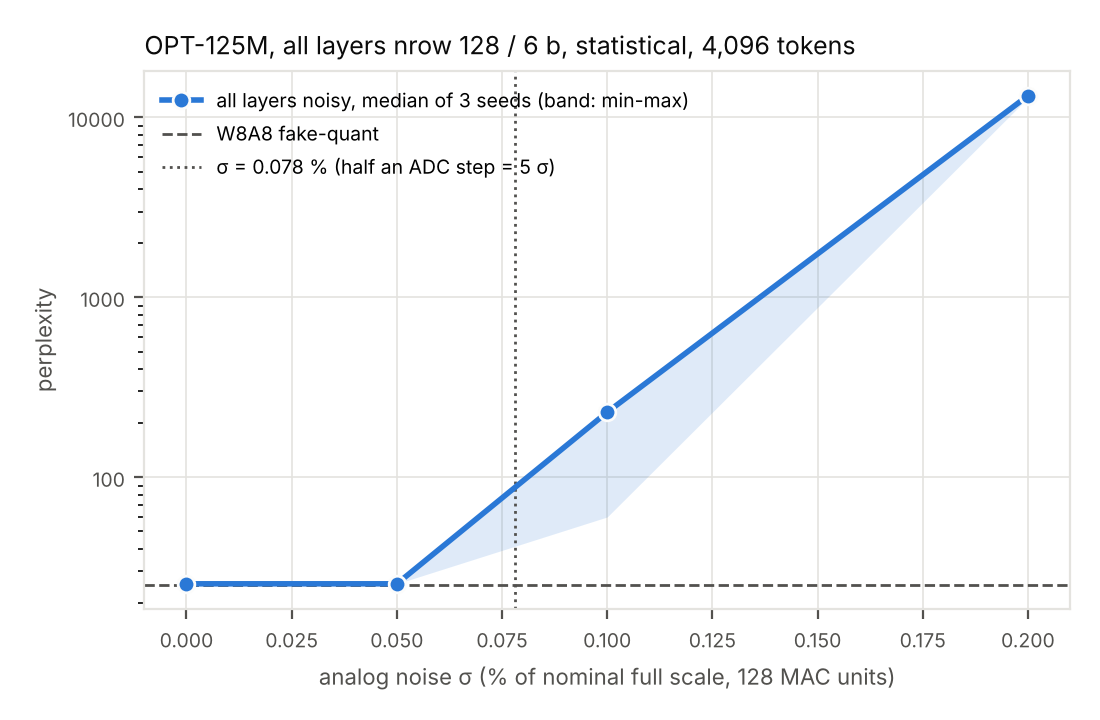 OPT-125M, all layers nrow 128 / 6 b, statistical, 4,096 tokens
all layers noisy, median of 3 seeds (band: min-max)
W8A8 fake-quant
σ = 0.078 % (half an ADC step = 5 σ)
perplexity
10000
1000
100
0.000 0.025 0.050 0.075 0.100 0.125 0.150 0.175 0.200
analog noise σ (% of nominal full scale, 128 MAC units)